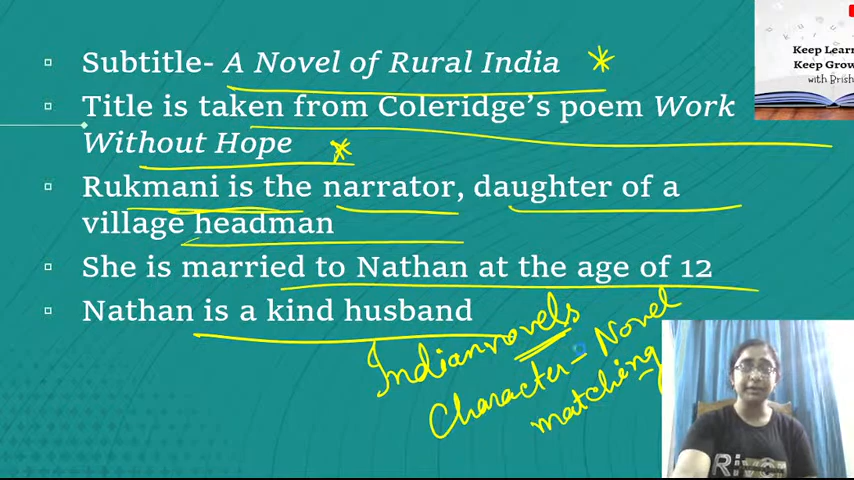 Subtitle- A Novel of Rural India
Title is taken from Coleridge's poem Work
Without Hope
Rukmani is the narrator, daughter of a
village headman
She is married to Nathan at the age of 12
Nathan is a kind husband
Indian novels
Character - Novel
matching
Keep Learn
Keep Grow
with Brish